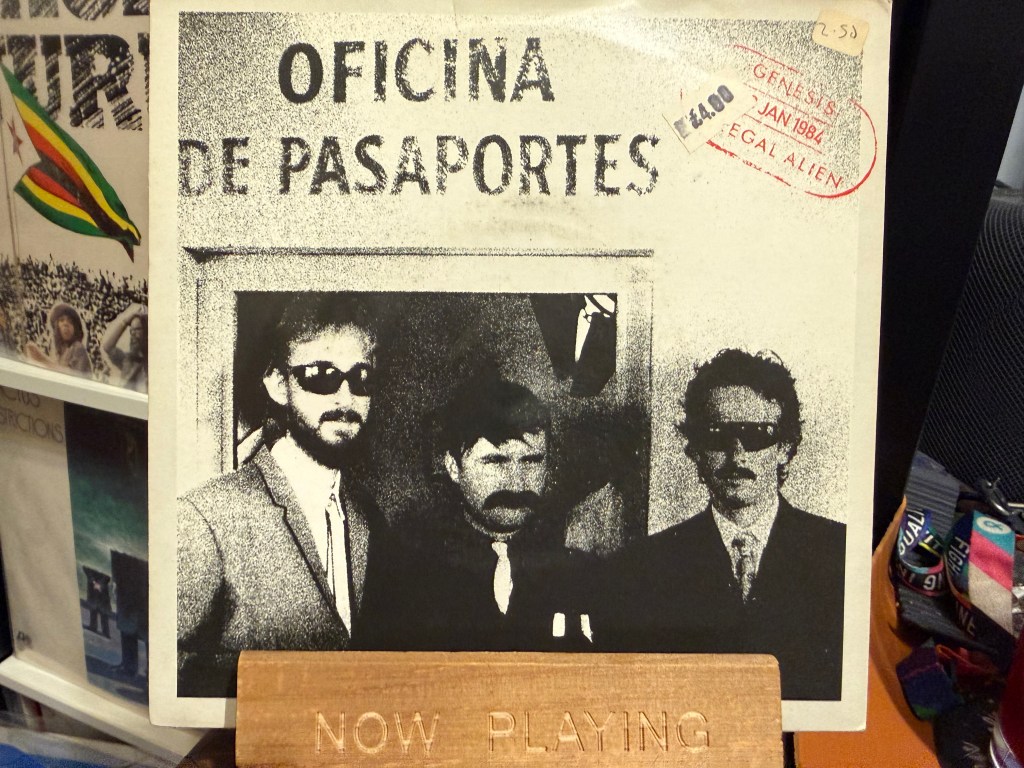 OFICINA
DE PASAPORTES
2.50
£4.00
GENESIS
JAN 1984
EGAL ALIEN
NOW PLAYING